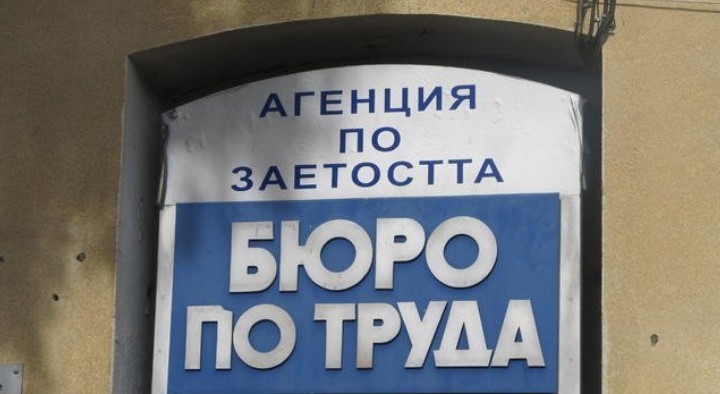 АГЕНЦИЯ
ПО
ЗАЕТОСТТА
БЮРО
ПО ТРУДА